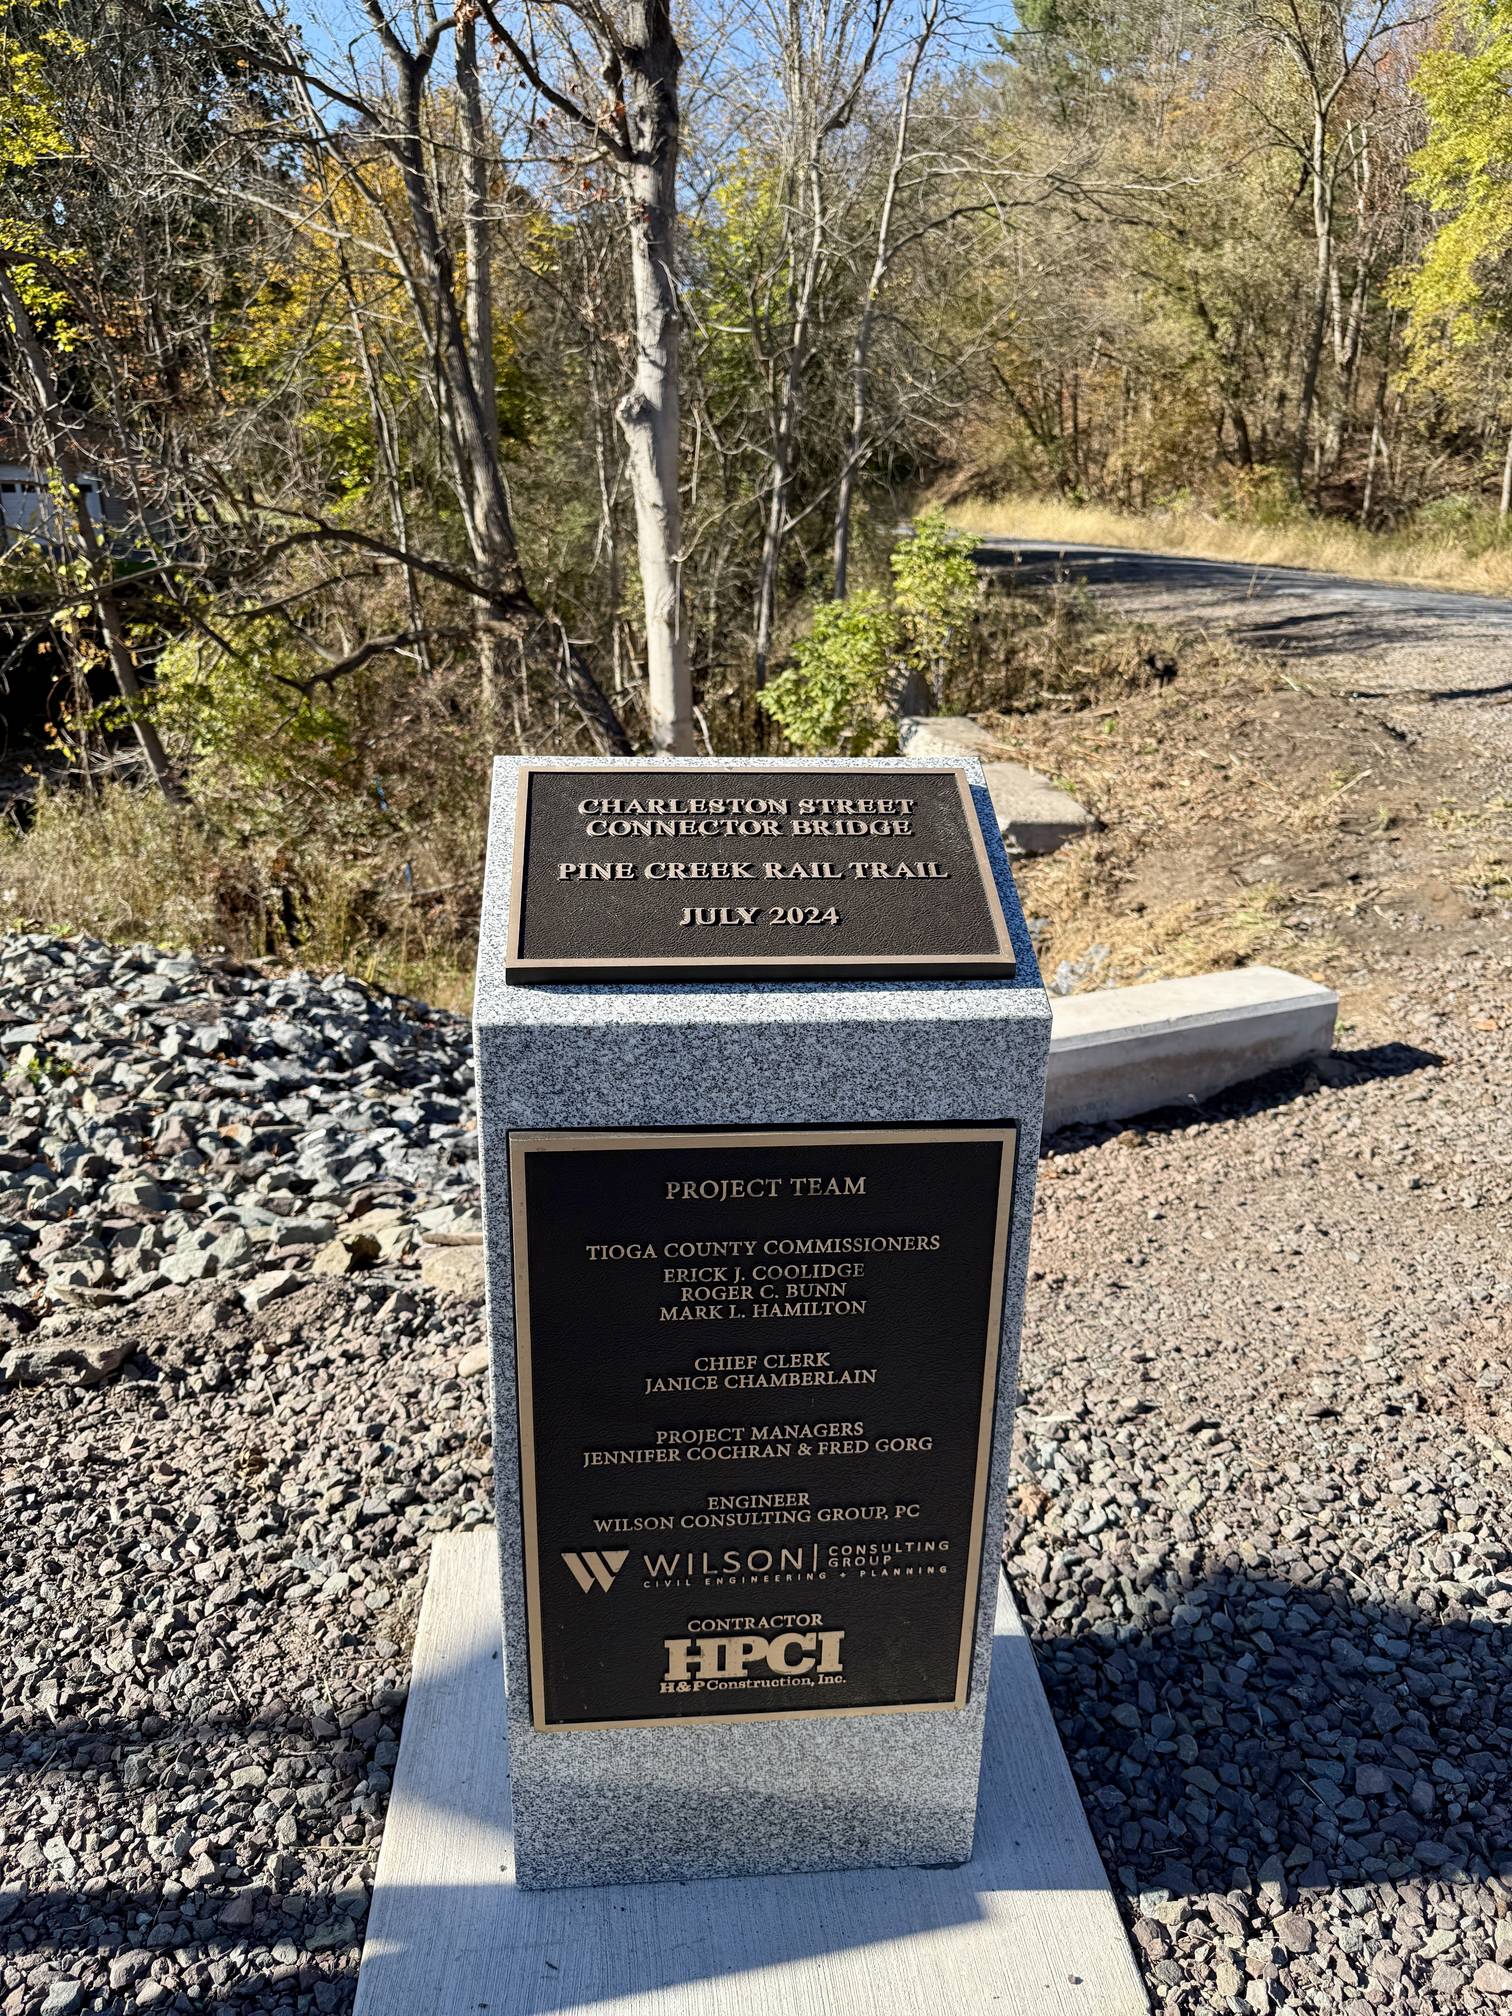 CHARLESTON STREET
CONNECTOR BRIDGE
PINE CREEK RAIL TRAIL
JULY 2024
PROJECT TEAM
TIOGA COUNTY COMMISSIONERS
ERICK J. COOLIDGE
ROGER C. BUNN
MARK L. HAMILTON
CHIEF CLERK
JANICE CHAMBERLAIN
PROJECT MANAGERS
JENNIFER COCHRAN & FRED GORG
ENGINEER
WILSON CONSULTING GROUP, PC
W WILSON | CONSULTING
GROUP
CIVIL ENGINEERING + PLANNING
CONTRACTOR
HPCI
H&P Construction, Inc.